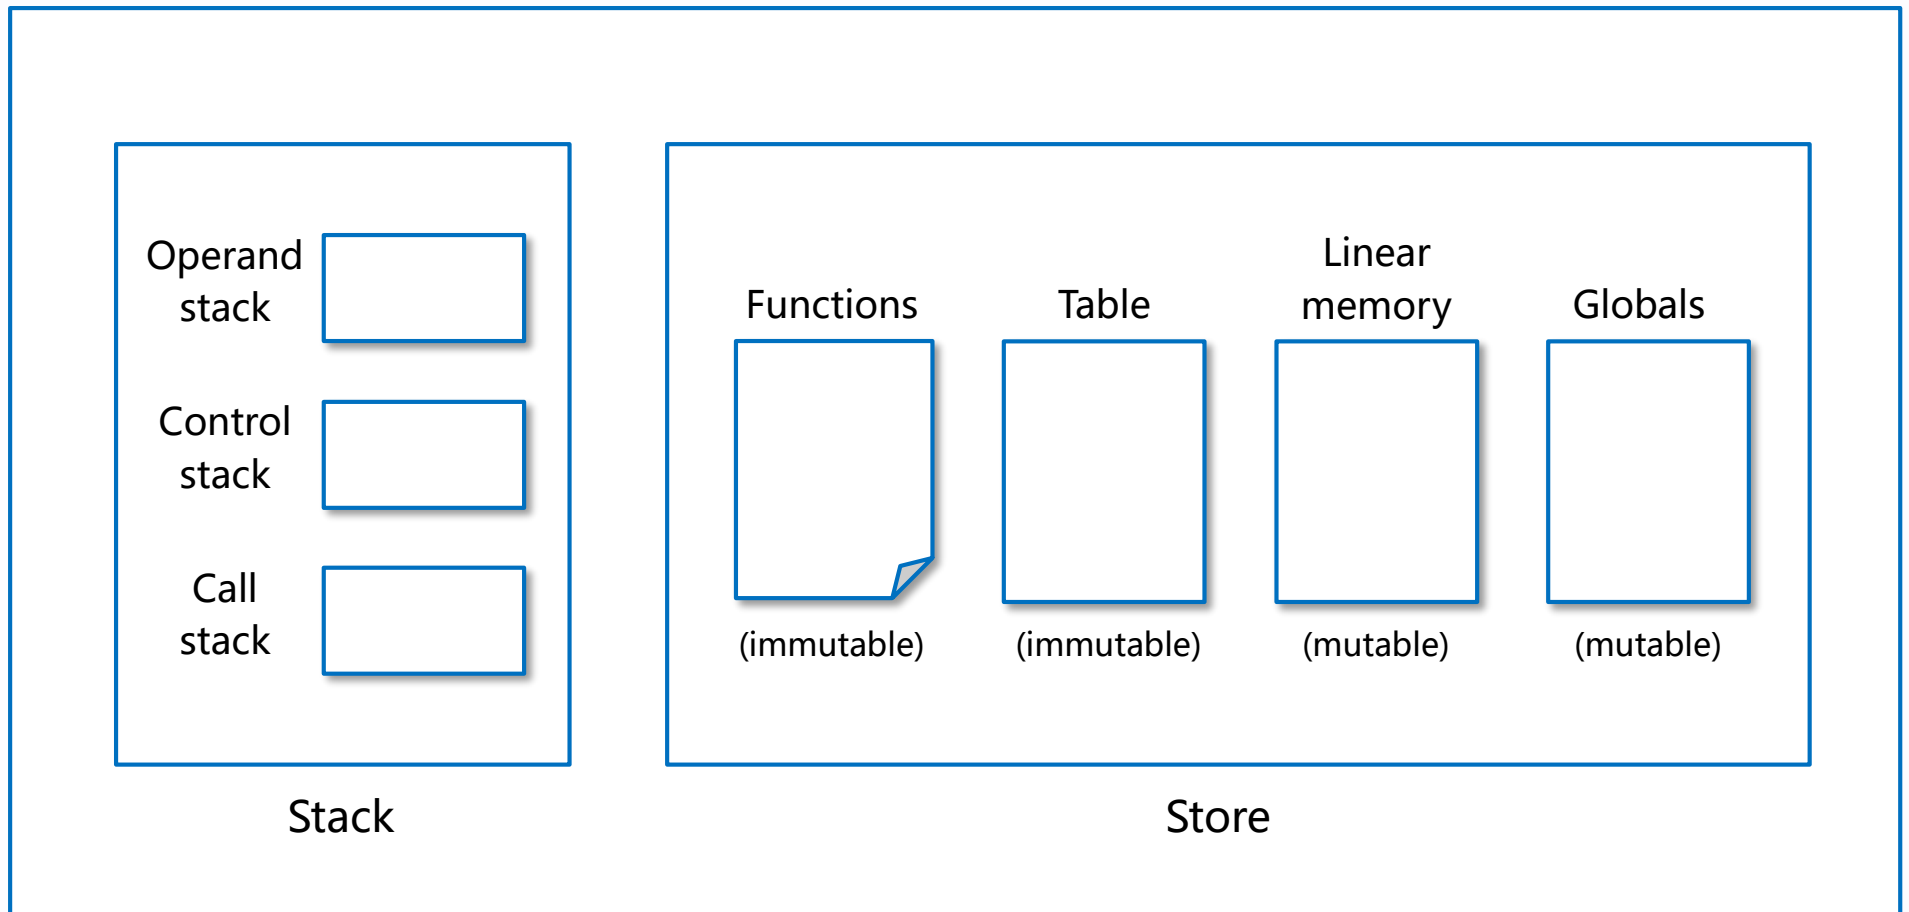 Operand
stack
Control
stack
Call
stack
Stack
Functions
(immutable)
Table
(immutable)
Linear
memory
(mutable)
Globals
(mutable)
Store